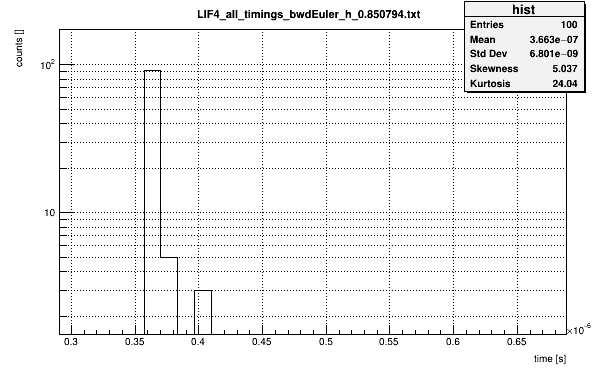 LIF4_all_timings_bwdEuler_h_0.850794.txt
hist
Entries 100
Mean 3.663e−07
Std Dev 6.801e−09
Skewness 5.037
Kurtosis 24.04
counts []
10²
10
0.3 0.35 0.4 0.45 0.5 0.55 0.6 0.65
×10⁻⁶
time [s]